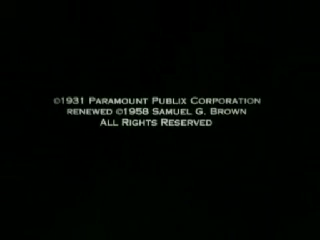 ©1931 PARAMOUNT PUBLIX CORPORATION
RENEWED ©1958 SAMUEL G. BROWN
ALL RIGHTS RESERVED